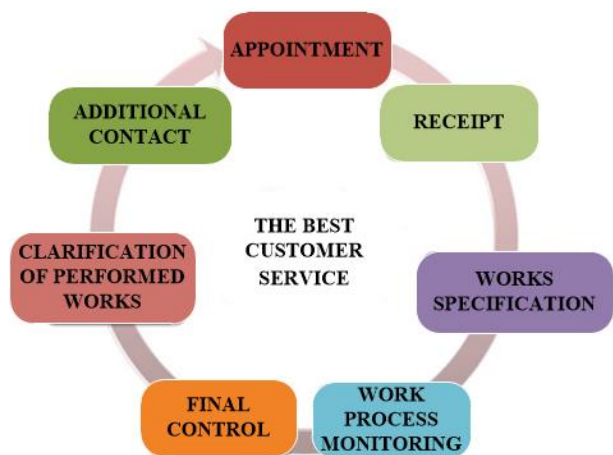 APPOINTMENT
RECEIPT
WORKS
SPECIFICATION
WORK
PROCESS
MONITORING
FINAL
CONTROL
CLARIFICATION
OF PERFORMED
WORKS
ADDITIONAL
CONTACT
THE BEST
CUSTOMER
SERVICE